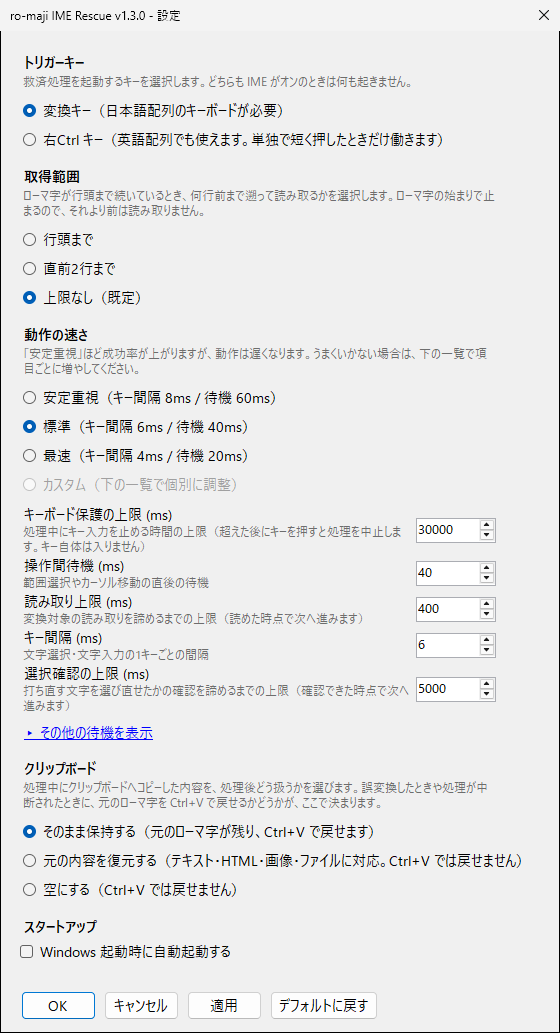 ro-maji IME Rescue v1.3.0 - 設定
トリガーキー
救済処理を起動するキーを選択します。どちらも IME がオンのときは何も起きません。
変換キー（日本語配列のキーボードが必要）
右Ctrl キー（英語配列でも使えます。単独で短く押したときだけ働きます）
取得範囲
ローマ字が行頭まで続いているとき、何行前まで遡って読み取るかを選択します。ローマ字の始まりで止
まるので、それより前は読み取りません。
行頭まで
直前2行まで
上限なし（既定）
動作の速さ
「安定重視」ほど成功率が上がりますが、動作は遅くなります。うまくいかない場合は、下の一覧で項
目ごとに増やしてください。
安定重視（キー間隔 8ms / 待機 60ms）
標準（キー間隔 6ms / 待機 40ms）
最速（キー間隔 4ms / 待機 20ms）
カスタム（下の一覧で個別に調整）
キーボード保護の上限 (ms)
処理中にキー入力を止める時間の上限（超えた後にキーを押すと処理を中止しま
す。キー自体は入りません）
30000
操作間待機 (ms)
範囲選択やカーソル移動の直後の待機
40
読み取り上限 (ms)
変換対象の読み取りを諦めるまでの上限（読めた時点で次へ進みます）
400
キー間隔 (ms)
文字選択・文字入力の1キーごとの間隔
6
選択確認の上限 (ms)
打ち直す文字を選び直せたかの確認を諦めるまでの上限（確認できた時点で次へ
進みます）
5000
▸ その他の待機を表示
クリップボード
処理中にクリップボードへコピーした内容を、処理後どう扱うかを選びます。誤変換したときや処理が中
断されたときに、元のローマ字を Ctrl+V で戻せるかどうかが、ここで決まります。
そのまま保持する（元のローマ字が残り、Ctrl+V で戻せます）
元の内容を復元する（テキスト・HTML・画像・ファイルに対応。Ctrl+V では戻せません）
空にする（Ctrl+V では戻せません）
スタートアップ
Windows 起動時に自動起動する
OK キャンセル 適用 デフォルトに戻す